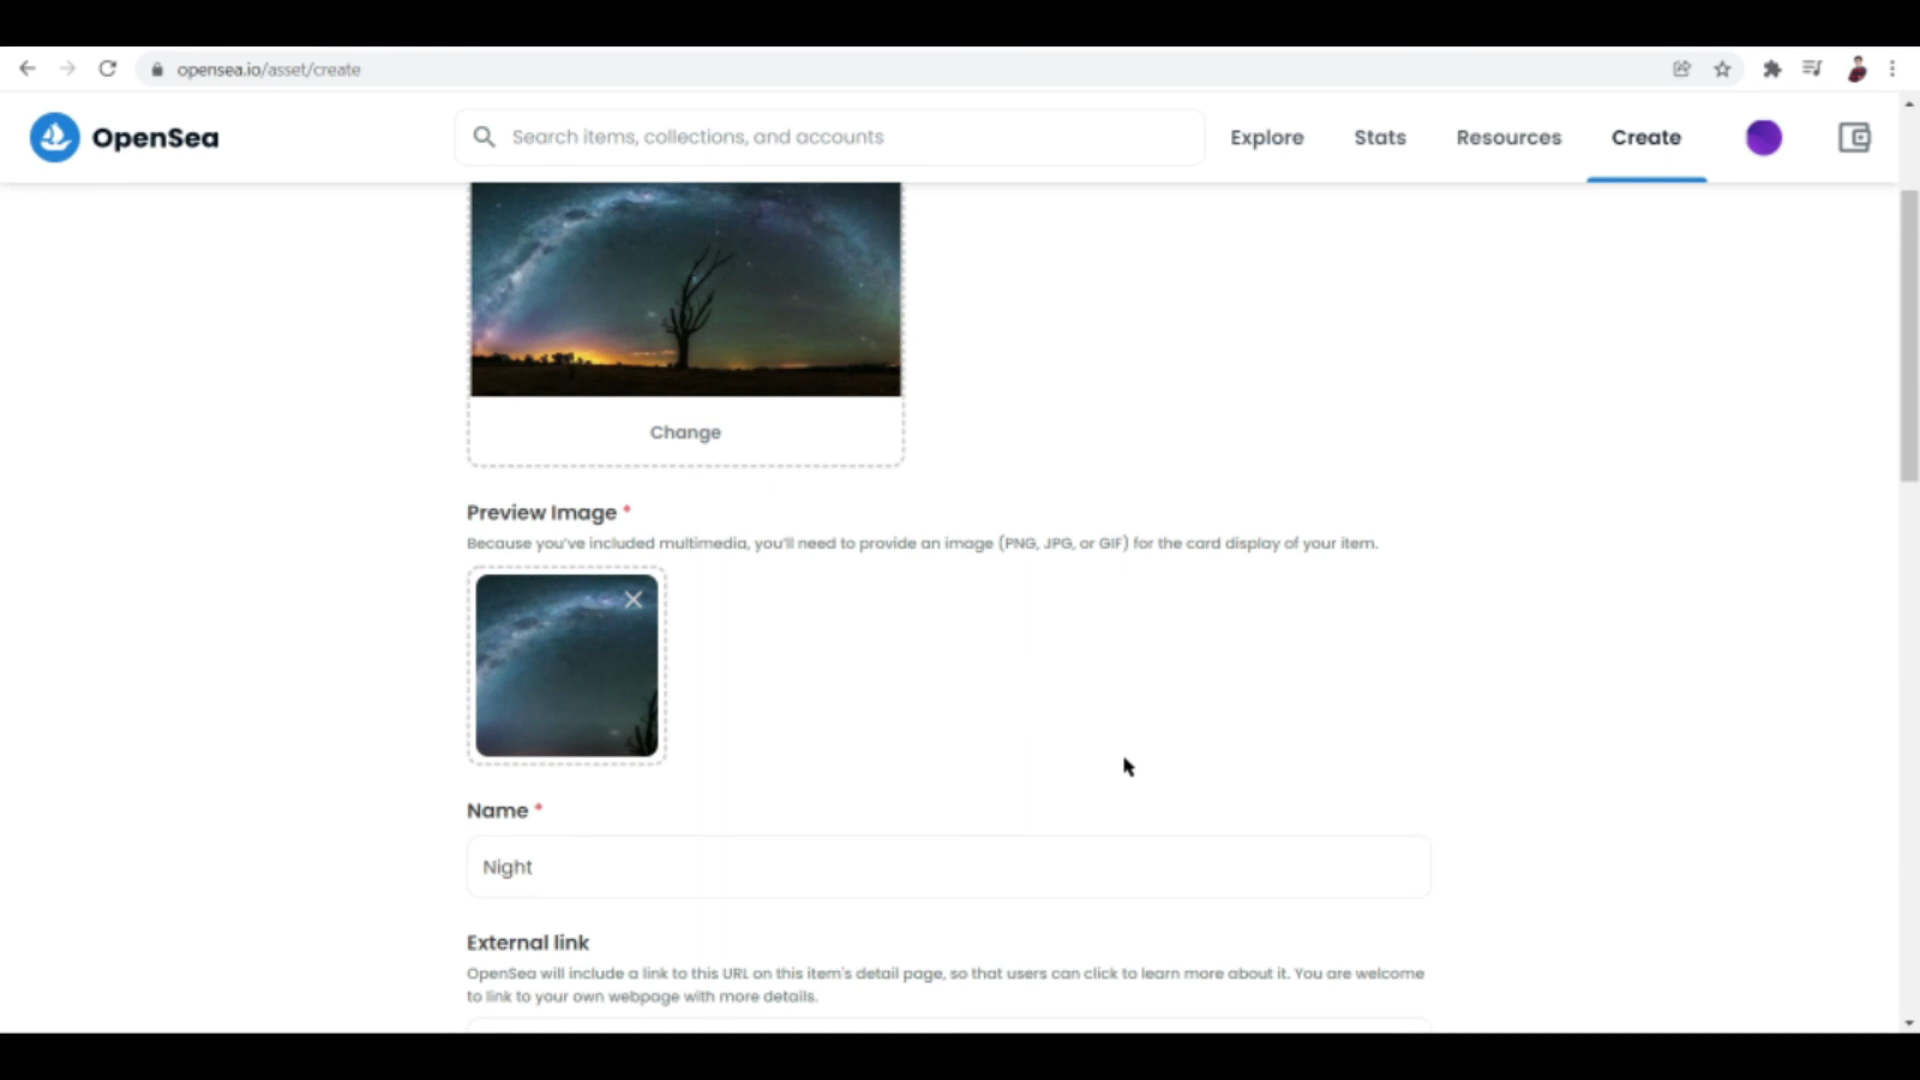 opensea.io/asset/create
OpenSea
Search items, collections, and accounts
Explore
Stats
Resources
Create
Change
Preview Image *
Because you've included multimedia, you'll need to provide an image (PNG, JPG, or GIF) for the card display of your item.
Name *
Night
External link
OpenSea will include a link to this URL on this item's detail page, so that users can click to learn more about it. You are welcome
to link to your own webpage with more details.